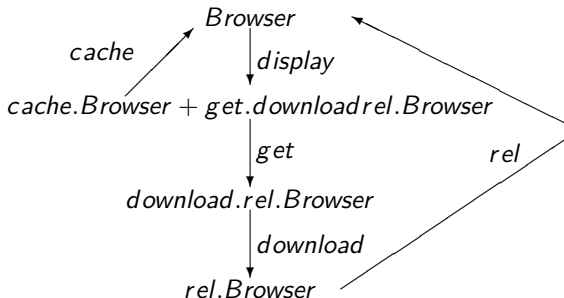 Browser
cache
display
cache.Browser + get.downloadrel.Browser
get
rel
download.rel.Browser
download
rel.Browser